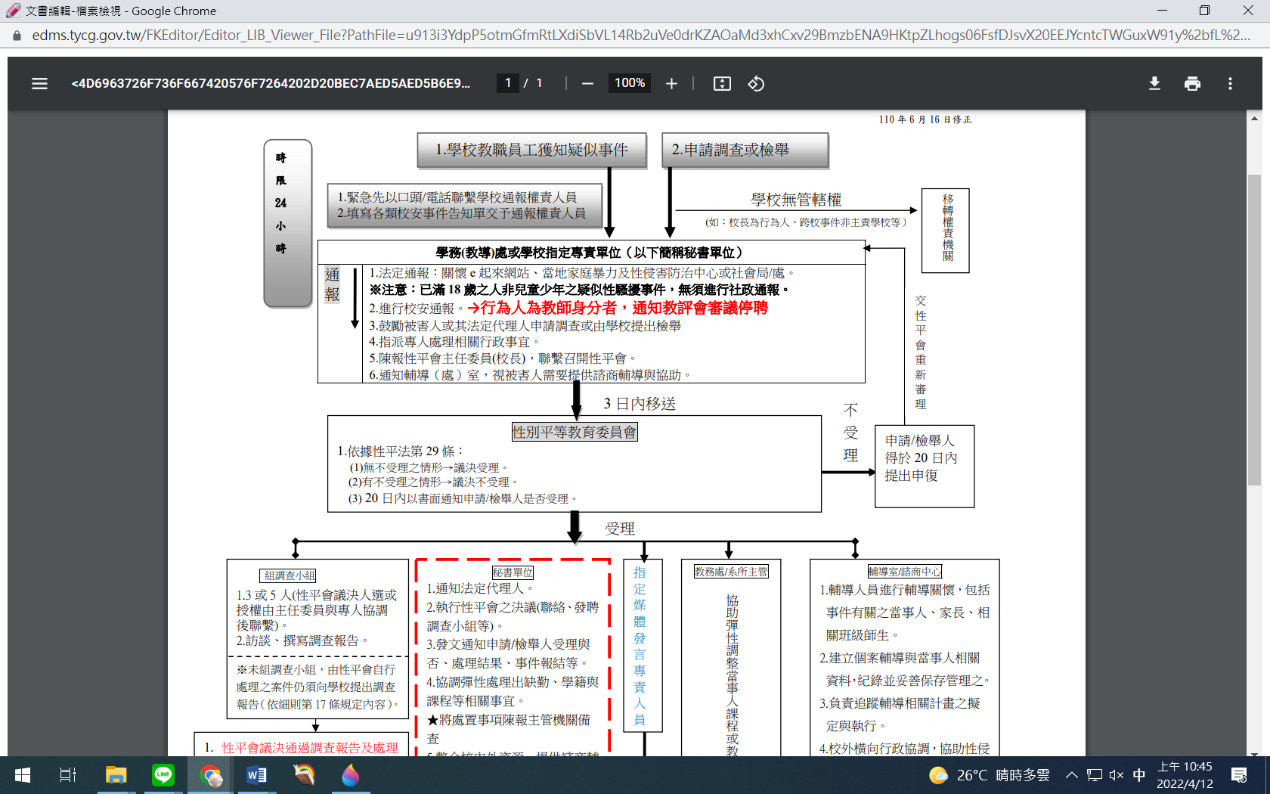 文書編輯-檔案檢視 - Google Chrome
edms.tycg.gov.tw/FKEditor/Editor_LIB_Viewer_File?PathFile=u913i3YdpP5otmGfmRtLXdiSbVL14Rb2uVe0drKZAOaMd3xhCxv29BmzbENA9HKtpZLhogs06FsfDJsvX20EEJYcntcTWGuxW91y%2bfL%2...
<4D6963726F736F667420576F7264202D20BEC7AED5AED5B6E9...
1 / 1
100%
110 年 6 月 16 日修正
時限 24 小時
1.學校教職員工獲知疑似事件
2.申請調查或檢舉
1.緊急先以口頭/電話聯繫學校通報權責人員
2.填寫各類校安事件告知單交予通報權責人員
學校無管轄權
(如：校長為行為人、跨校事件非主責學校等)
移轉權責機關
學務(教導)處或學校指定專責單位（以下簡稱秘書單位）
通報
1.法定通報：關懷 e 起來網站、當地家庭暴力及性侵害防治中心或社會局/處。
※注意：已滿 18 歲之人非兒童少年之疑似性騷擾事件，無須進行社政通報。
2.進行校安通報。→行為人為教師身分者，通知教評會審議停聘
3.鼓勵被害人或其法定代理人申請調查或由學校提出檢舉
4.指派專人處理相關行政事宜。
5.陳報性平會主任委員(校長)，聯繫召開性平會。
6.通知輔導（處）室，視被害人需要提供諮商輔導與協助。
交性平會重新審理
3 日內移送
性別平等教育委員會
1.依據性平法第 29 條：
(1)無不受理之情形→議決受理。
(2)有不受理之情形→議決不受理。
(3) 20 日內以書面通知申請/檢舉人是否受理。
不受理
申請/檢舉人
得於 20 日內
提出申復
受理
組調查小組
1.3 或 5 人(性平會議決人選或
授權由主任委員與專人協調
後聯繫)。
2.訪談、撰寫調查報告。
※未組調查小組，由性平會自行
處理之案件仍須向學校提出調查
報告（依細則第 17 條規定內容）。
1. 性平會議決通過調查報告及處理
秘書單位
1.通知法定代理人。
2.執行性平會之決議(聯絡、發聘
調查小組等)。
3.發文通知申請/檢舉人受理與
否、處理結果、事件報結等。
4.協調彈性處理出缺勤、學籍與
課程等相關事宜。
★將處置事項陳報主管機關備
查
指定媒體發言專責人員
教務處/系所主管
協助彈性調整當事人課程或教
輔導室/諮商中心
1.輔導人員進行輔導關懷，包括
事件有關之當事人、家長、相
關班級師生。
2.建立個案輔導與當事人相關
資料,紀錄並妥善保存管理之。
3.負責追蹤輔導相關計畫之擬
定與執行。
4.校外橫向行政協調，協助性侵
26°C 晴時多雲
中
上午 10:45
2022/4/12